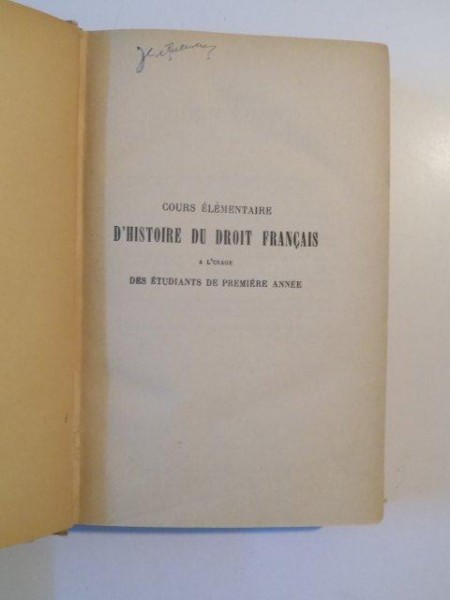 COURS ÉLÉMENTAIRE
D'HISTOIRE DU DROIT FRANÇAIS
A L'USAGE
DES ÉTUDIANTS DE PREMIÈRE ANNÉE